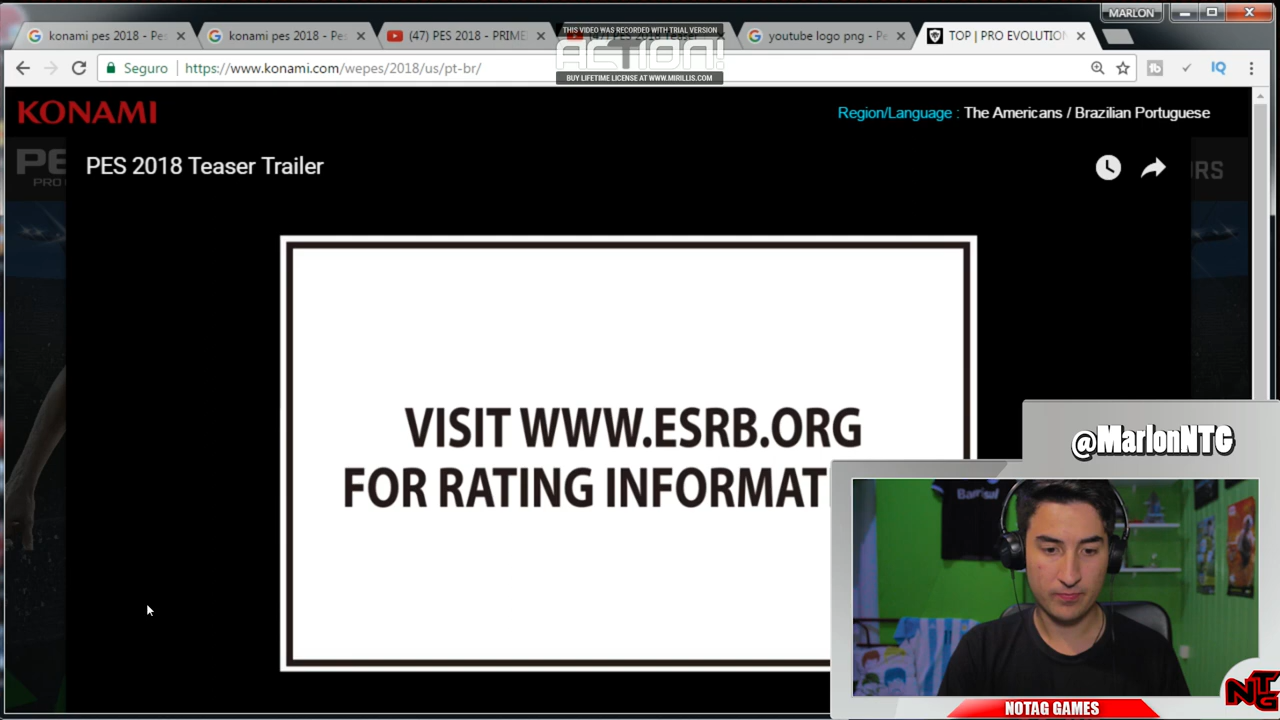 MARLON
konami pes 2018 - Pes
konami pes 2018 - Pes
(47) PES 2018 - PRIME
THIS VIDEO WAS RECORDED WITH TRIAL VERSION
ACTION!
BUY LIFETIME LICENSE AT WWW.MIRILLIS.COM
youtube logo png - Pe
TOP | PRO EVOLUTION
Seguro
https://www.konami.com/wepes/2018/us/pt-br/
IQ
KONAMI
Region/Language : The Americans / Brazilian Portuguese
PES 2018 Teaser Trailer
VISIT WWW.ESRB.ORG
FOR RATING INFORMAT
@MarlonNTG
NOTAG GAMES
NTG